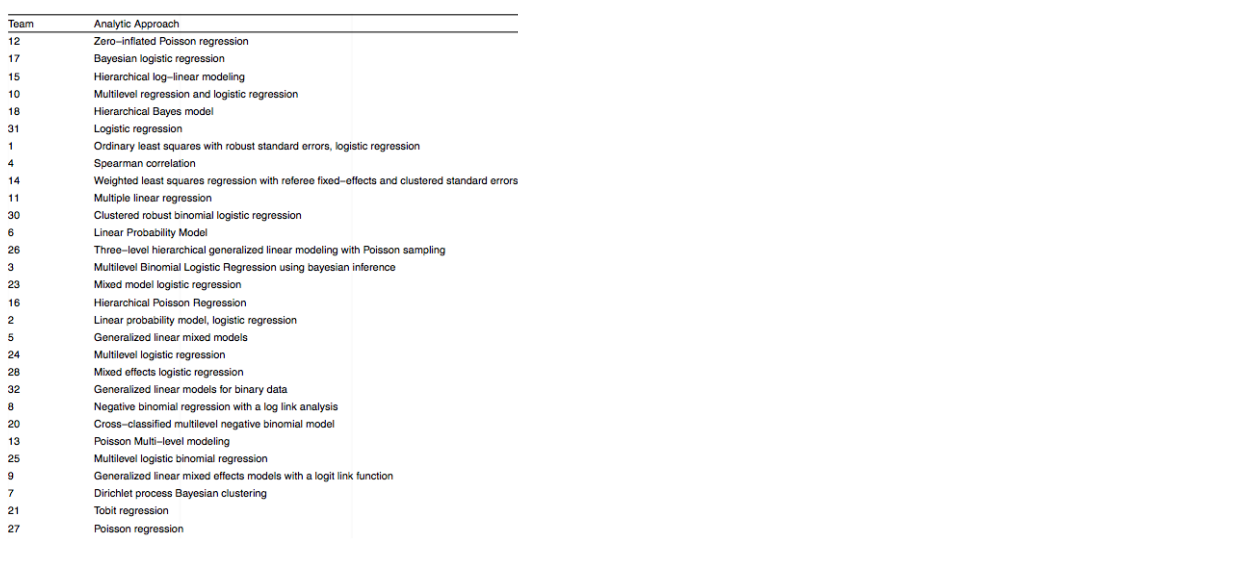 Team Analytic Approach
12 Zero–inflated Poisson regression
17 Bayesian logistic regression
15 Hierarchical log–linear modeling
10 Multilevel regression and logistic regression
18 Hierarchical Bayes model
31 Logistic regression
1 Ordinary least squares with robust standard errors, logistic regression
4 Spearman correlation
14 Weighted least squares regression with referee fixed–effects and clustered standard errors
11 Multiple linear regression
30 Clustered robust binomial logistic regression
6 Linear Probability Model
26 Three–level hierarchical generalized linear modeling with Poisson sampling
3 Multilevel Binomial Logistic Regression using bayesian inference
23 Mixed model logistic regression
16 Hierarchical Poisson Regression
2 Linear probability model, logistic regression
5 Generalized linear mixed models
24 Multilevel logistic regression
28 Mixed effects logistic regression
32 Generalized linear models for binary data
8 Negative binomial regression with a log link analysis
20 Cross–classified multilevel negative binomial model
13 Poisson Multi–level modeling
25 Multilevel logistic binomial regression
9 Generalized linear mixed effects models with a logit link function
7 Dirichlet process Bayesian clustering
21 Tobit regression
27 Poisson regression